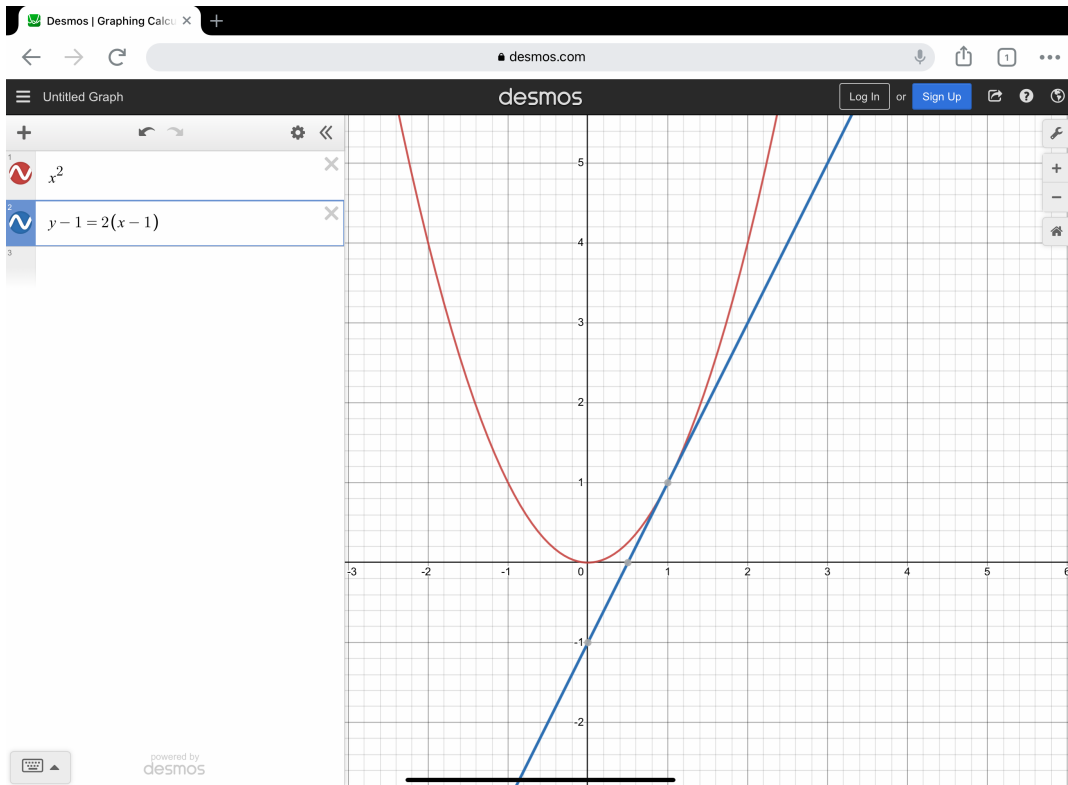 Desmos | Graphing Calcu
desmos.com
1
Untitled Graph
desmos
Log In or Sign Up
1
x²
2
y − 1 = 2(x − 1)
3
5
4
3
2
1
-3 -2 -1 0 1 2 3 4 5 6
-1
-2
powered by
desmos